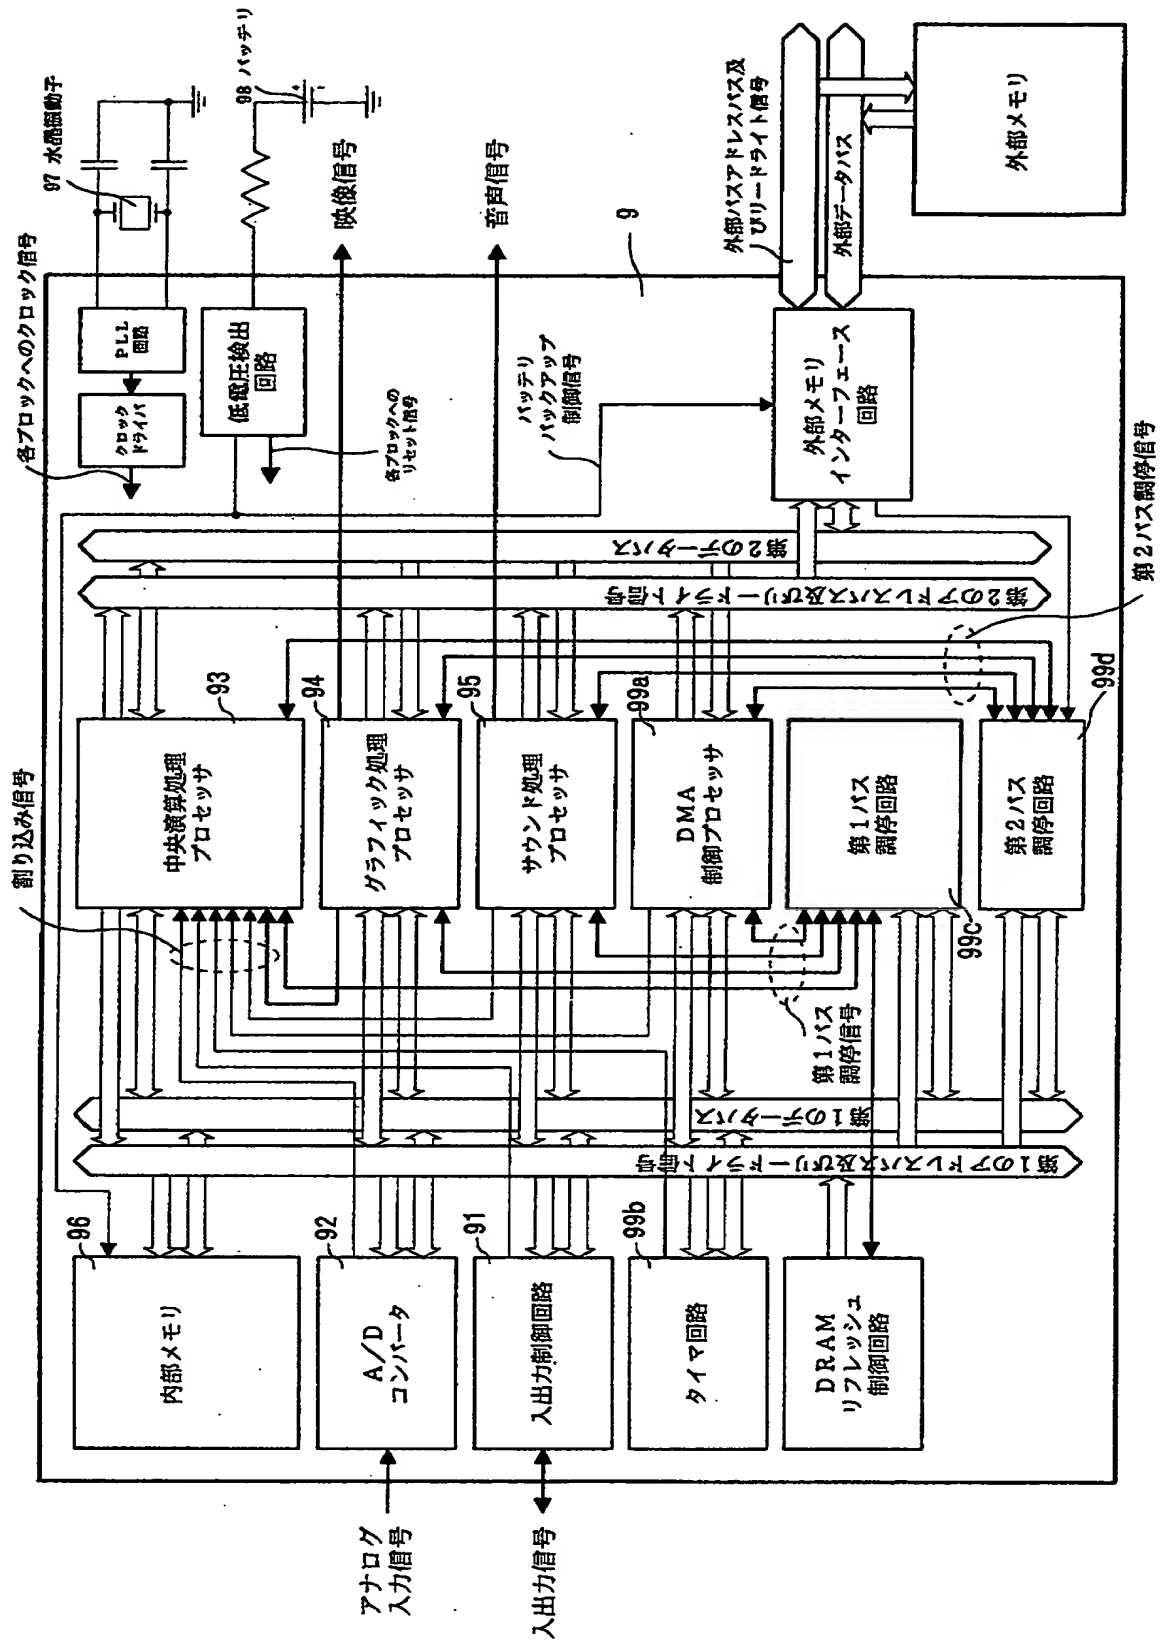 97 水晶振動子
98 バッテリ
各ブロックへのクロック信号
PLL
回路
クロック
ドライバ
低電圧検出
回路
各ブロックへの
リセット信号
映像信号
音声信号
9
外部バスアドレスバス及
びリードライト信号
外部データバス
外部メモリ
バッテリ
バックアップ
制御信号
外部メモリ
インターフェース
回路
第2のデータバス
第2のアドレスバス及びリードライト信号
第2バス調停信号
割り込み信号
93
中央演算処理
プロセッサ
94
グラフィック処理
プロセッサ
95
サウンド処理
プロセッサ
99a
DMA
制御プロセッサ
第1バス
調停回路
99c
第2バス
調停回路
99d
第1バス
調停信号
第1のデータバス
第1のアドレスバス及びリードライト信号
96
内部メモリ
92
A/D
コンバータ
91
入出力制御回路
99b
タイマ回路
DRAM
リフレッシュ
制御回路
アナログ
入力信号
入出力信号